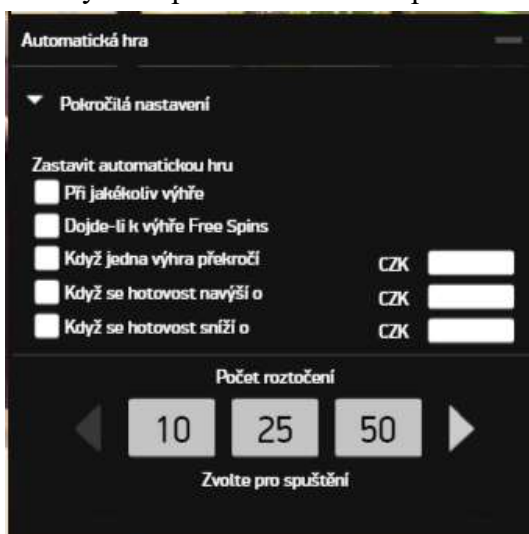 Automatická hra
Pokročilá nastavení
Zastavit automatickou hru
Při jakékoliv výhře
Dojde-li k výhře Free Spins
Když jedna výhra překročí CZK
Když se hotovost navýší o CZK
Když se hotovost sníží o CZK
Počet roztočení
10 25 50
Zvolte pro spuštění